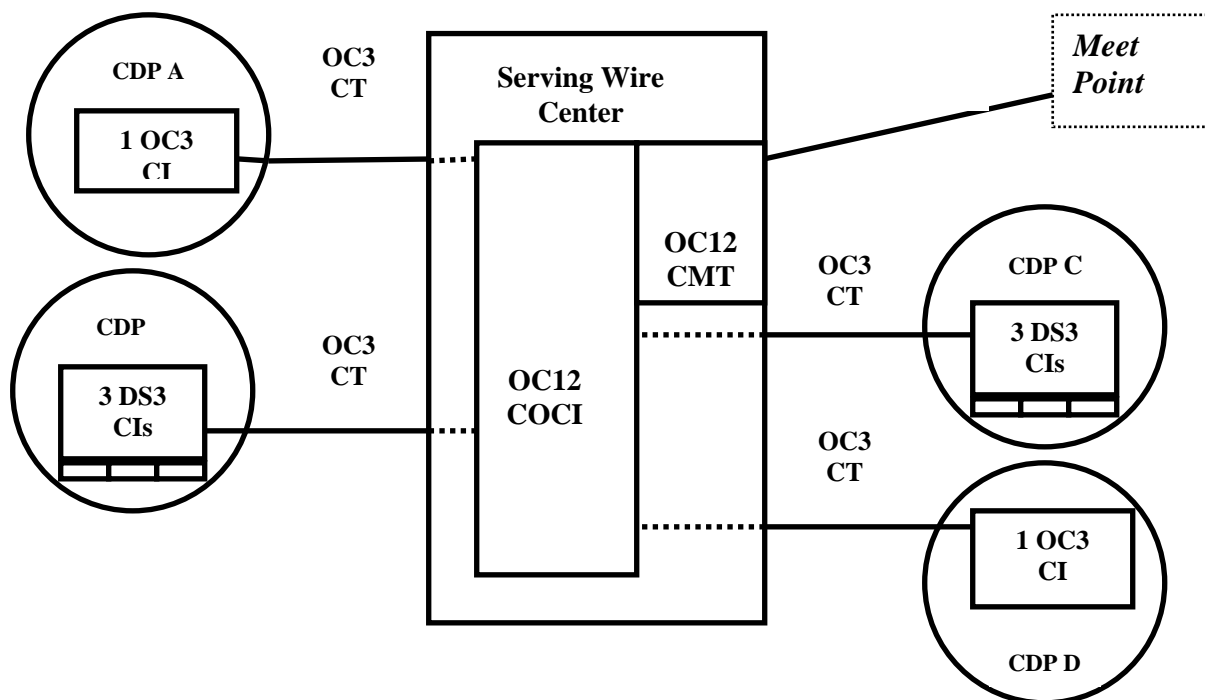 CDP A
1 OC3
CI
OC3
CT
Serving Wire
Center
Meet
Point
OC12
CMT
OC12
COCI
CDP
3 DS3
CIs
OC3
CT
OC3
CT
CDP C
3 DS3
CIs
OC3
CT
1 OC3
CI
CDP D